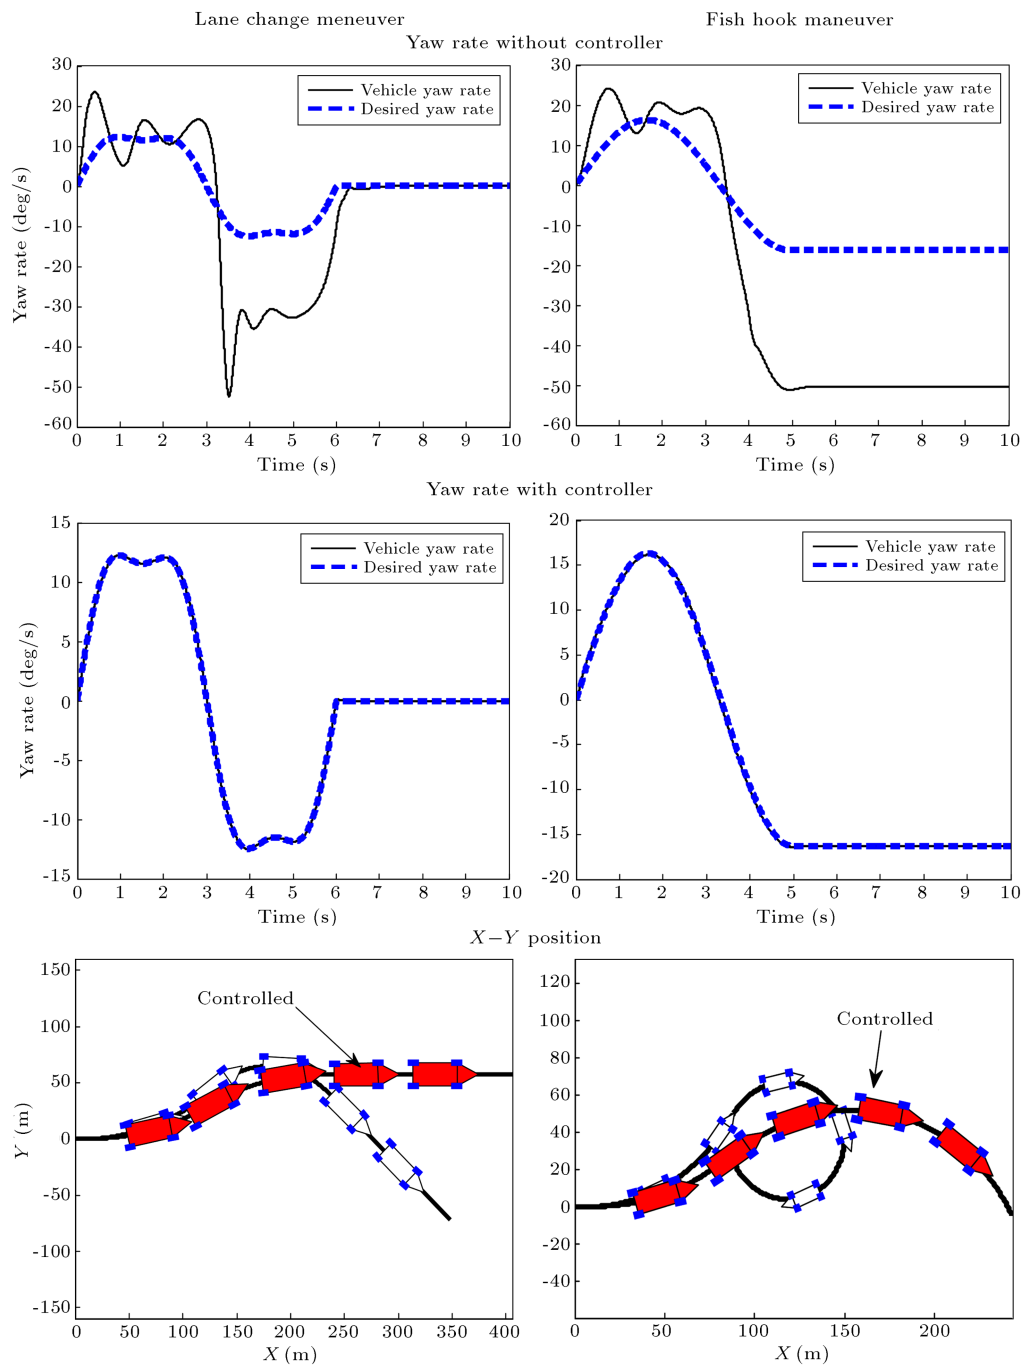 Lane change meneuver Fish hook maneuver
Yaw rate without controller
30
20
10
0
-10
-20
-30
-40
-50
-60
Yaw rate (deg/s)
Vehicle yaw rate
Desired yaw rate
0 1 2 3 4 5 6 7 8 9 10
Time (s)
30
20
10
0
-10
-20
-30
-40
-50
-60
Vehicle yaw rate
Desired yaw rate
0 1 2 3 4 5 6 7 8 9 10
Time (s)
Yaw rate with controller
15
10
5
0
-5
-10
-15
Yaw rate (deg/s)
Vehicle yaw rate
Desired yaw rate
0 1 2 3 4 5 6 7 8 9 10
Time (s)
20
15
10
5
0
-5
-10
-15
-20
Vehicle yaw rate
Desired yaw rate
0 1 2 3 4 5 6 7 8 9 10
Time (s)
X–Y position
150
100
50
0
-50
-100
-150
Y (m)
Controlled
0 50 100 150 200 250 300 350 400
X (m)
120
80
60
40
20
0
-20
-40
Controlled
0 50 100 150 200
X (m)